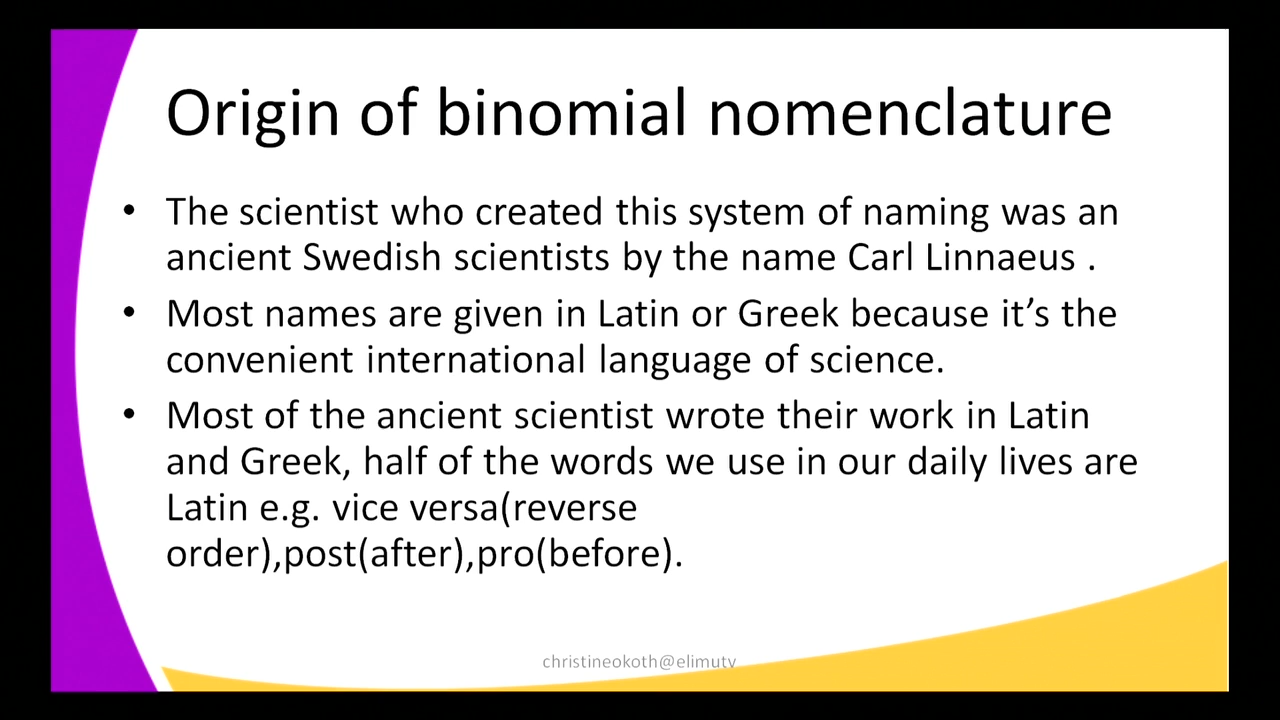 Origin of binomial nomenclature
• The scientist who created this system of naming was an
ancient Swedish scientists by the name Carl Linnaeus .
• Most names are given in Latin or Greek because it’s the
convenient international language of science.
• Most of the ancient scientist wrote their work in Latin
and Greek, half of the words we use in our daily lives are
Latin e.g. vice versa(reverse
order),post(after),pro(before).
christineokoth@elimutv